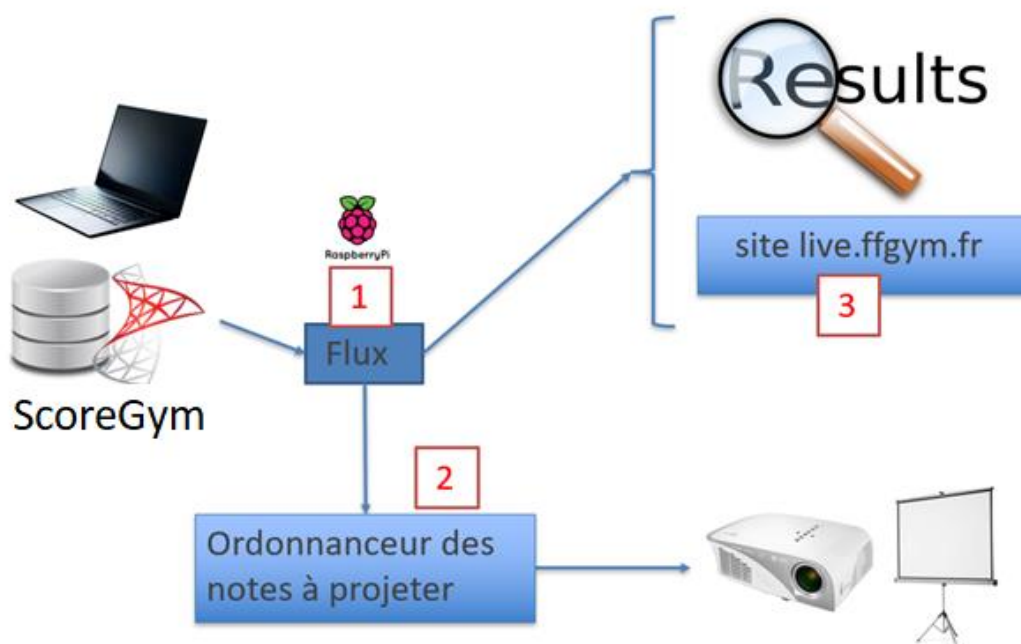 Results
site live.ffgym.fr
3
RaspberryPi
1
Flux
ScoreGym
2
Ordonnanceur des
notes à projeter